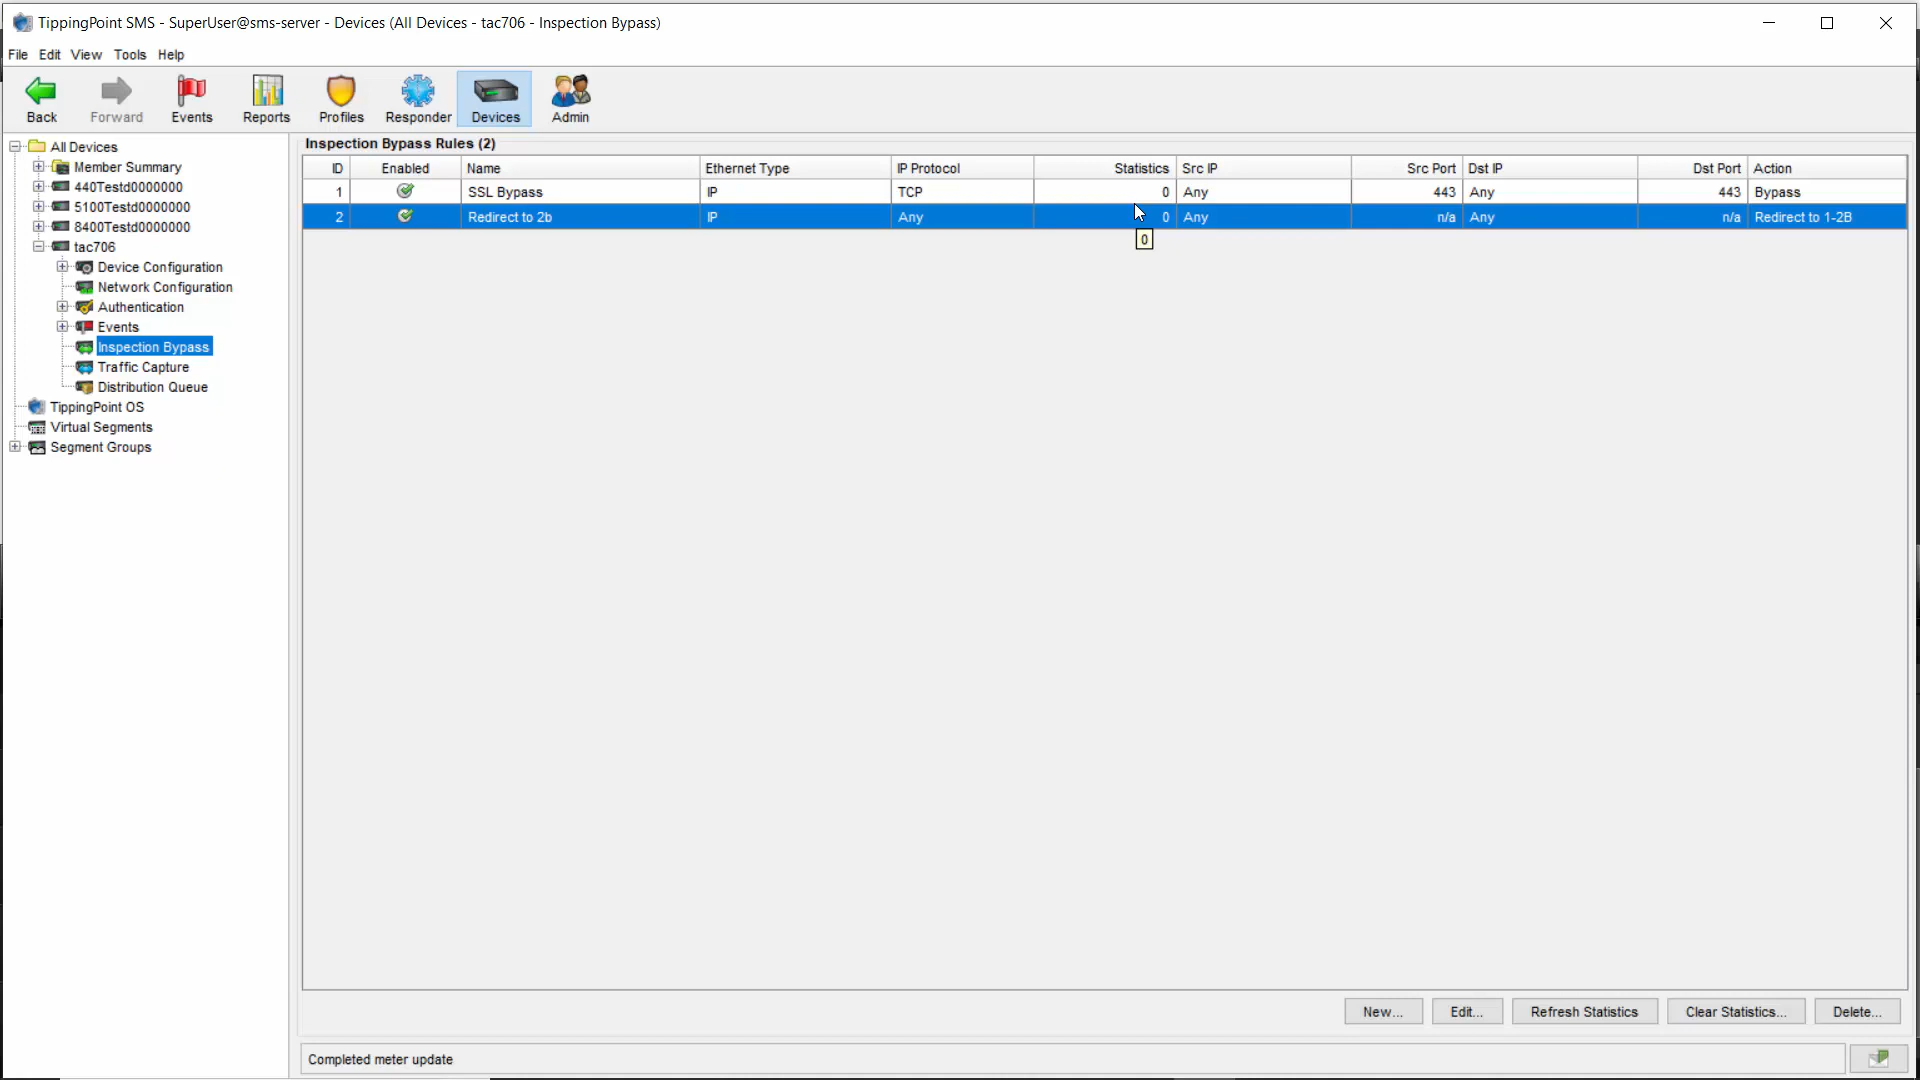 TippingPoint SMS - SuperUser@sms-server - Devices (All Devices - tac706 - Inspection Bypass)
File Edit View Tools Help
Back Forward Events Reports Profiles Responder Devices Admin
All Devices
Member Summary
440Testd0000000
5100Testd0000000
8400Testd0000000
tac706
Device Configuration
Network Configuration
Authentication
Events
Inspection Bypass
Traffic Capture
Distribution Queue
TippingPoint OS
Virtual Segments
Segment Groups
Inspection Bypass Rules (2)
ID Enabled Name Ethernet Type IP Protocol Statistics Src IP Src Port Dst IP Dst Port Action
1 SSL Bypass IP TCP 0 Any 443 Any 443 Bypass
2 Redirect to 2b IP Any 0 Any n/a Any n/a Redirect to 1-2B
0
New... Edit... Refresh Statistics Clear Statistics... Delete...
Completed meter update